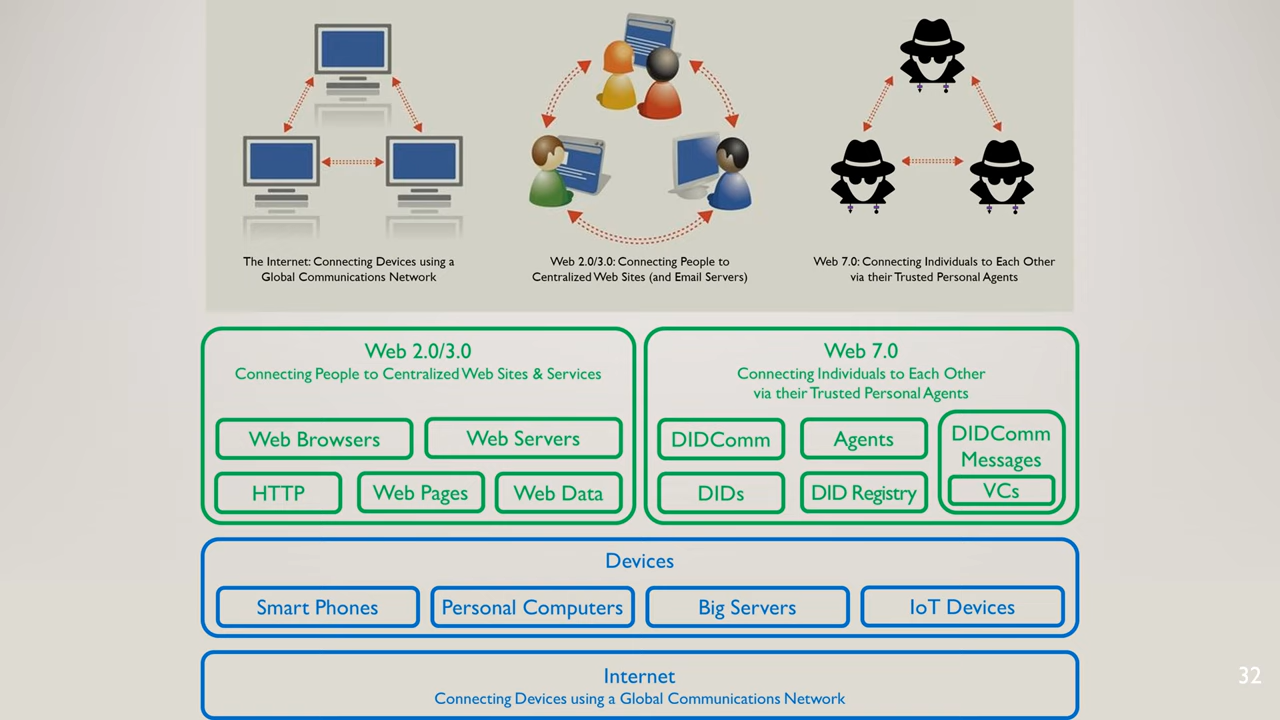 The Internet: Connecting Devices using a
Global Communications Network
Web 2.0/3.0: Connecting People to
Centralized Web Sites (and Email Servers)
Web 7.0: Connecting Individuals to Each Other
via their Trusted Personal Agents
Web 2.0/3.0
Connecting People to Centralized Web Sites & Services
Web Browsers
Web Servers
HTTP
Web Pages
Web Data
Web 7.0
Connecting Individuals to Each Other
via their Trusted Personal Agents
DIDComm
Agents
DIDComm
Messages
VCs
DIDs
DID Registry
Devices
Smart Phones
Personal Computers
Big Servers
IoT Devices
Internet
Connecting Devices using a Global Communications Network
32